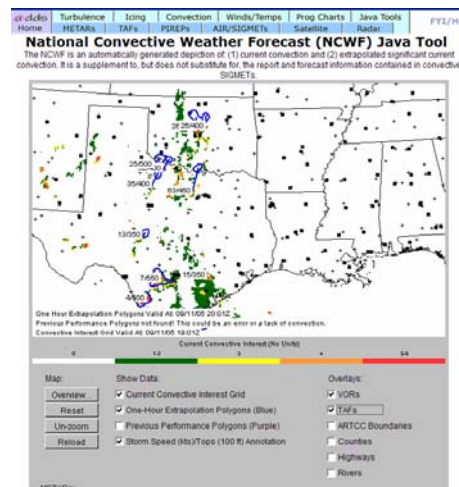 adds Turbulence Icing Convection Winds/Temps Prog Charts Java Tools
Home METARs TAFs PIREPs AIR/SIGMETs Satellite Radar FYI/H
National Convective Weather Forecast (NCWF) Java Tool
The NCWF is an automatically generated depiction of (1) current convection and (2) extrapolated significant current
convection. It is a supplement to, but does not substitute for, the report and forecast information contained in convective
SIGMETs.
25/400
25/500
35/400
63/450
13/350
7/550
15/350
One Hour Extrapolation Polygons Valid At: 09/11/05 20:01Z
Previous Performance Polygons not found! This could be an error or a lack of convection.
Convective Interest Grid Valid At: 09/11/05 19:01Z
Current Convective Interest (No Units)
0 1-2 3 4 5-6
Map: Show Data: Overlays:
Overview... Current Convective Interest Grid VORs
Reset One-Hour Extrapolation Polygons (Blue) TAFs
Un-zoom Previous Performance Polygons (Purple) ARTCC Boundaries
Reload Storm Speed (kts)/Tops (100 ft) Annotation Counties
Highways
Rivers